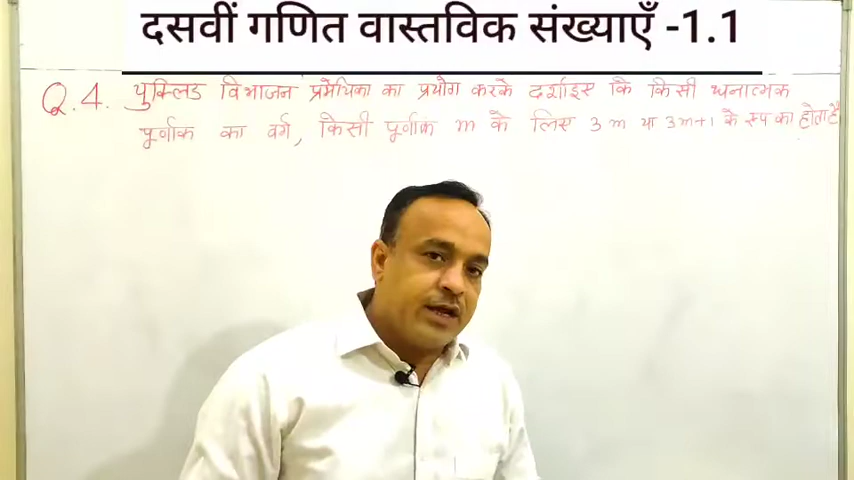 दसवीं गणित वास्तविक संख्याएँ -1.1
Q.4. युक्लिड विभाजन प्रमेयिका का प्रयोग करके दर्शाइए कि किसी धनात्मक
पूर्णाक का वर्ग, किसी पूर्णाक m के लिए 3m या 3m+1 के रूप का होता है